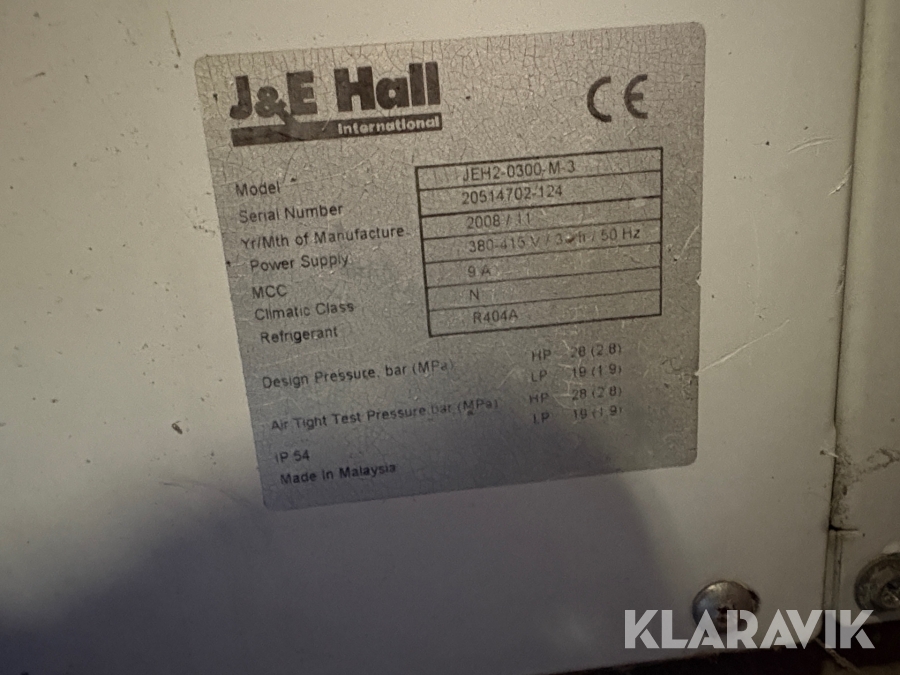 J&E Hall
International
CE
Model JEH2-0300-M-3
Serial Number 20514702-124
Yr/Mth of Manufacture 2008 / 11
Power Supply 380-415 V / 3 / 50 Hz
MCC 9 A
Climatic Class N
Refrigerant R404A
Design Pressure, bar (MPa) HP 28 (2.8)
LP 19 (1.9)
Air Tight Test Pressure, bar (MPa) HP 28 (2.8)
LP 19 (1.9)
IP 54
Made in Malaysia
KLARAVIK